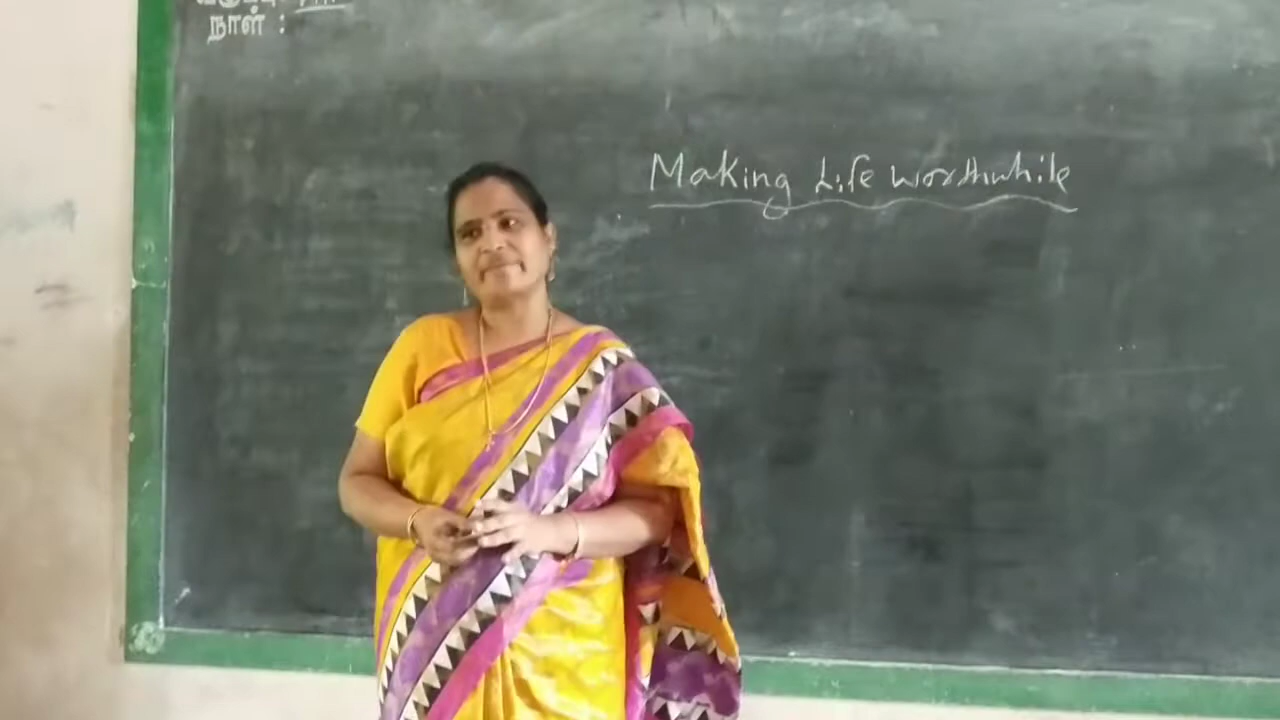 நாள் :
Making Life worthwhile